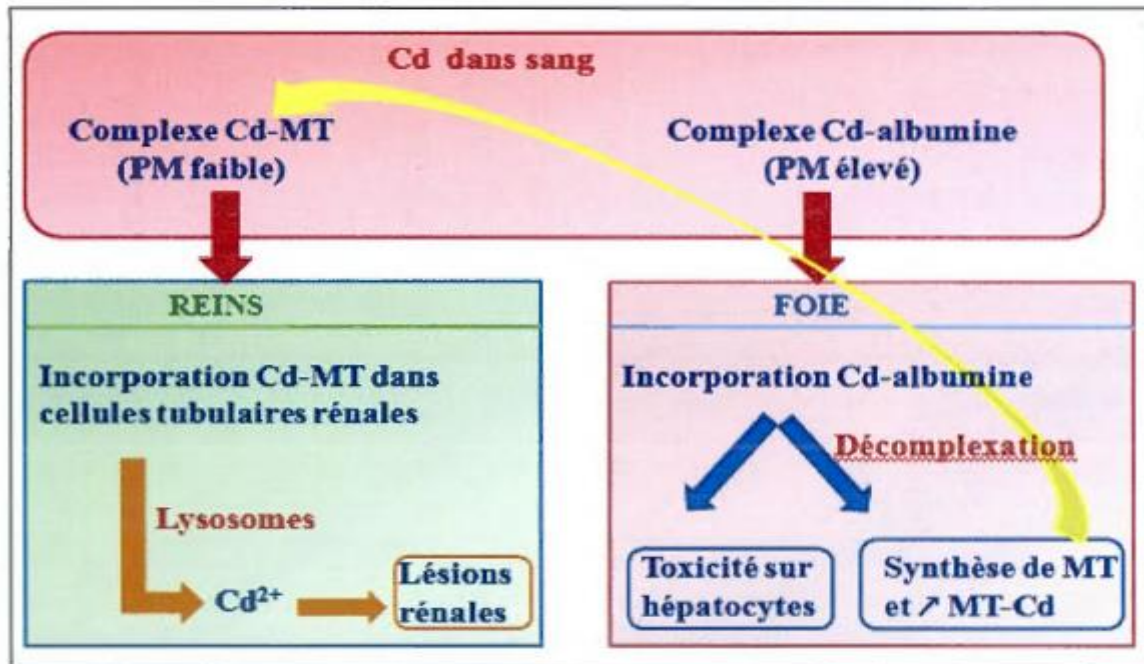 Cd dans sang
Complexe Cd-MT
(PM faible)
Complexe Cd-albumine
(PM élevé)
REINS
Incorporation Cd-MT dans
cellules tubulaires rénales
Lysosomes
Cd²⁺
Lésions
rénales
FOIE
Incorporation Cd-albumine
Décomplexation
Toxicité sur
hépatocytes
Synthèse de MT
et ↗ MT-Cd